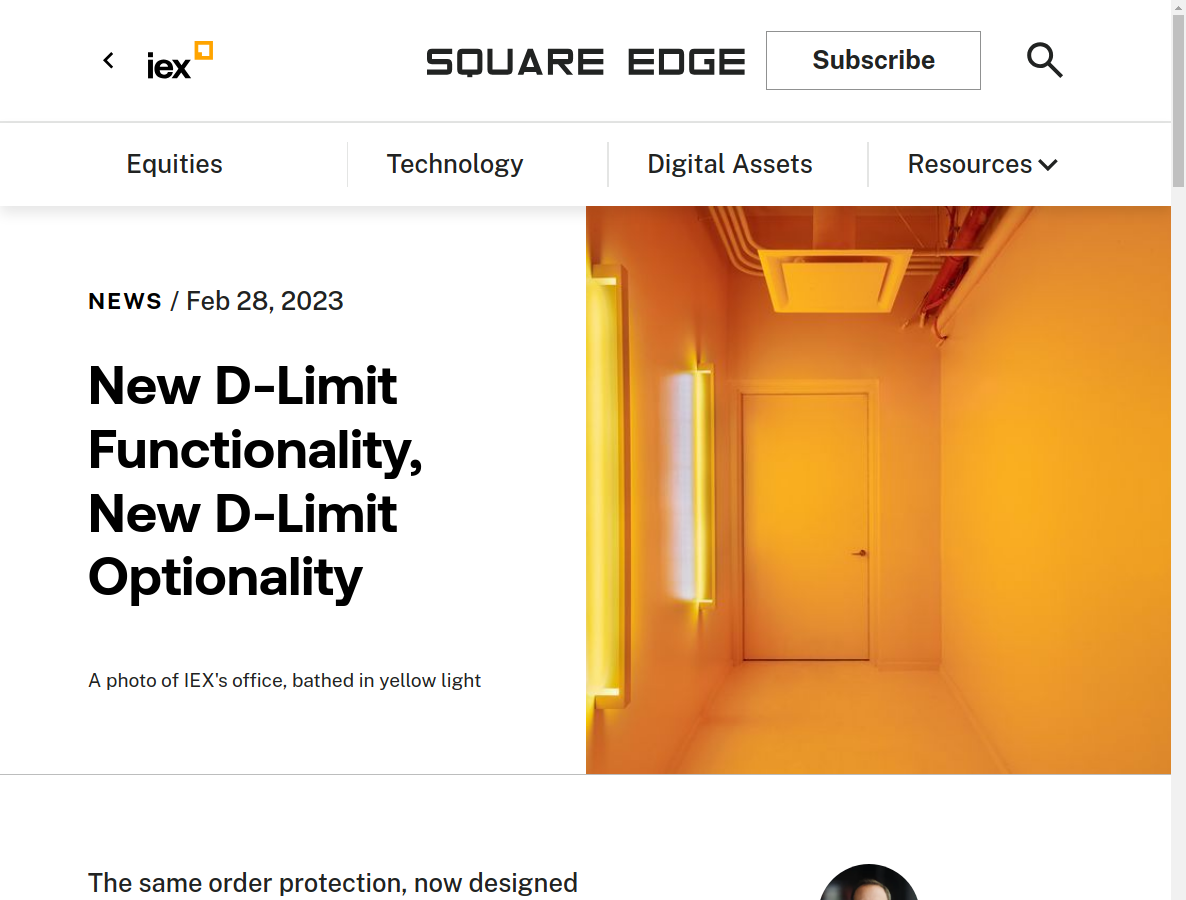 iex
SQUARE EDGE
Subscribe
Equities
Technology
Digital Assets
Resources
NEWS / Feb 28, 2023
New D-Limit
Functionality,
New D-Limit
Optionality
A photo of IEX's office, bathed in yellow light
The same order protection, now designed